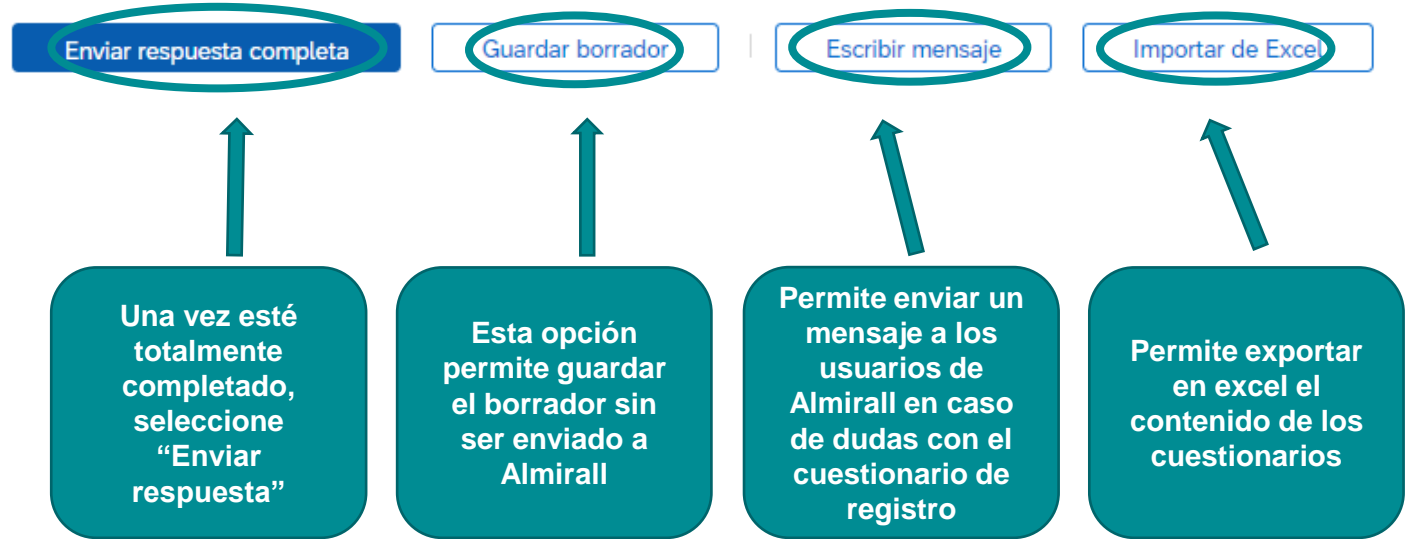 Enviar respuesta completa
Guardar borrador
Escribir mensaje
Importar de Excel
Una vez esté
totalmente
completado,
seleccione
“Enviar
respuesta”
Esta opción
permite guardar
el borrador sin
ser enviado a
Almirall
Permite enviar un
mensaje a los
usuarios de
Almirall en caso
de dudas con el
cuestionario de
registro
Permite exportar
en excel el
contenido de los
cuestionarios